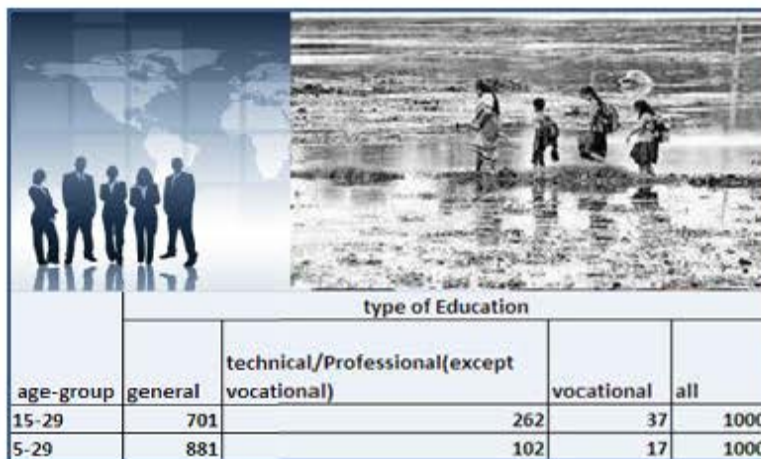 type of Education
age-group general technical/Professional(except vocational) vocational all
15-29 701 262 37 1000
5-29 881 102 17 1000